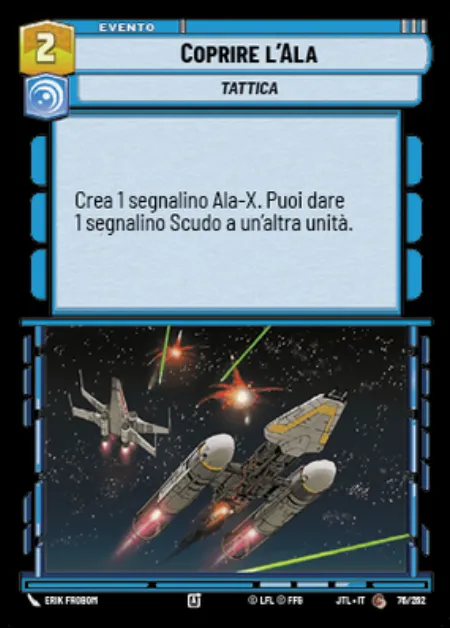 EVENTO
2
COPRIRE L'ALA
TATTICA
Crea 1 segnalino Ala-X. Puoi dare
1 segnalino Scudo a un'altra unità.
ERIK FROBOM
© LFL © FFG
JTL • IT
76/262